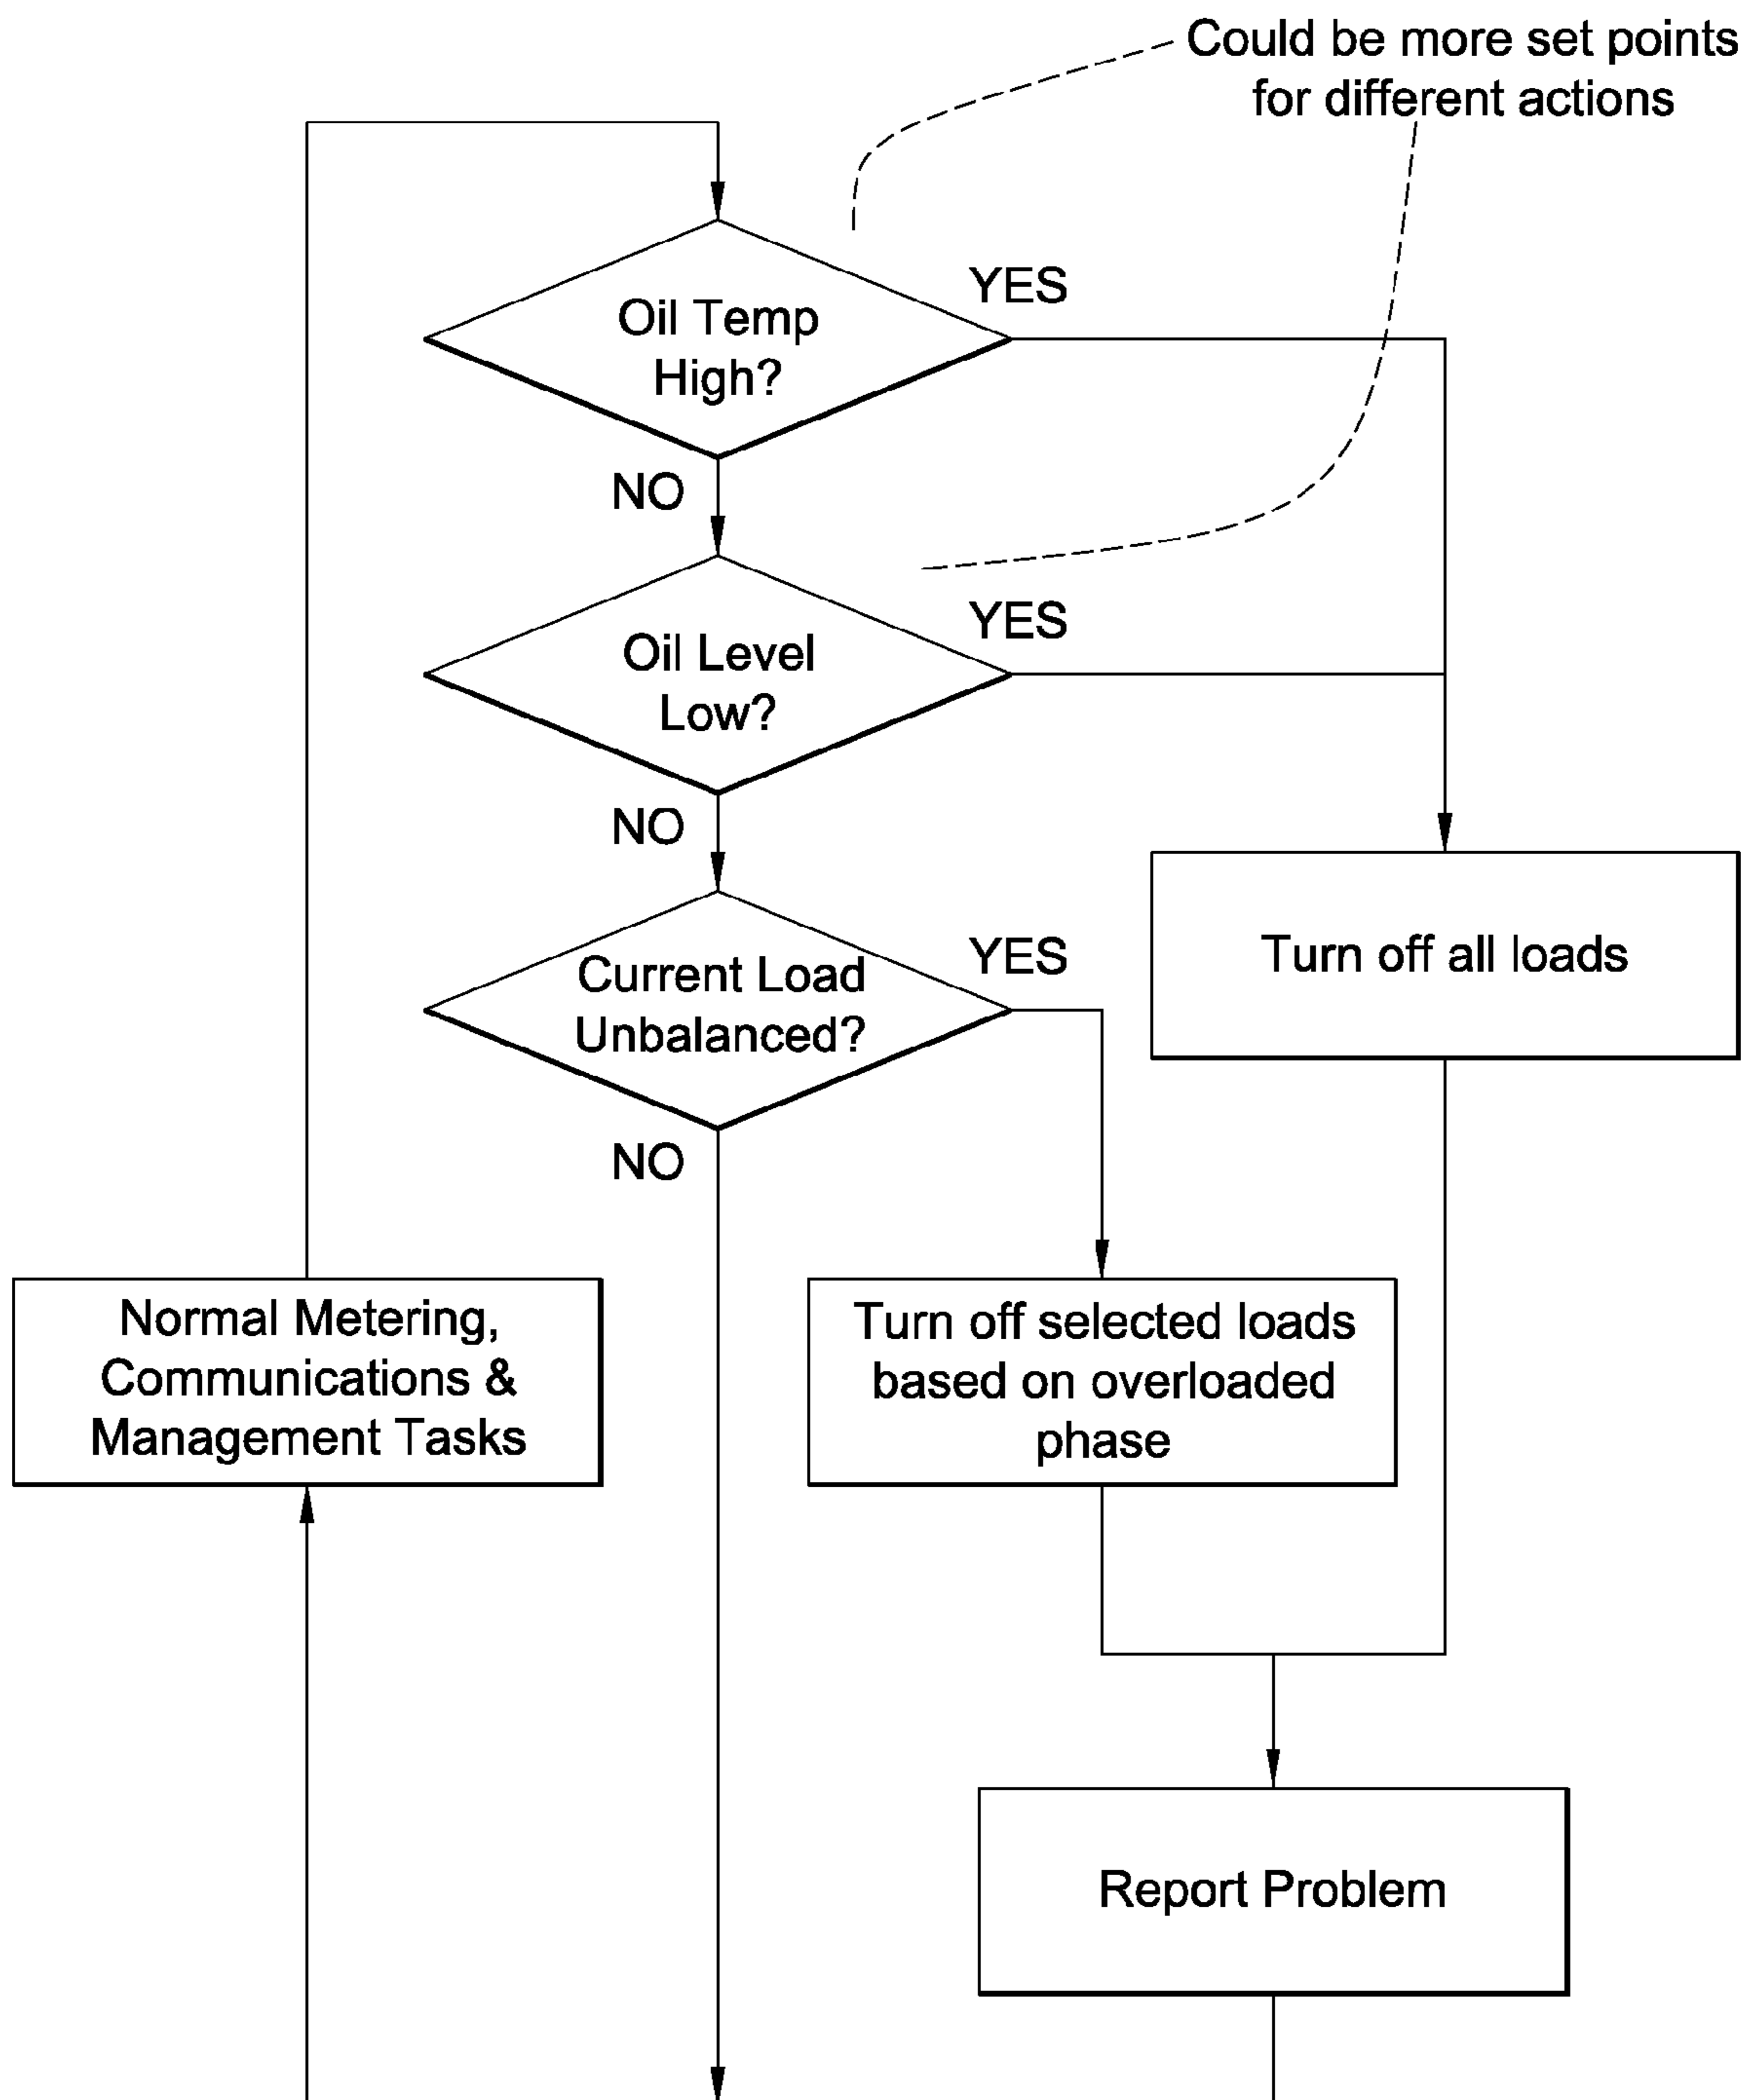 Could be more set points
for different actions
YES
Oil Temp
High?
NO
YES
Oil Level
Low?
NO
YES
Current Load
Unbalanced?
Turn off all loads
NO
Normal Metering,
Communications &
Management Tasks
Turn off selected loads
based on overloaded
phase
Report Problem